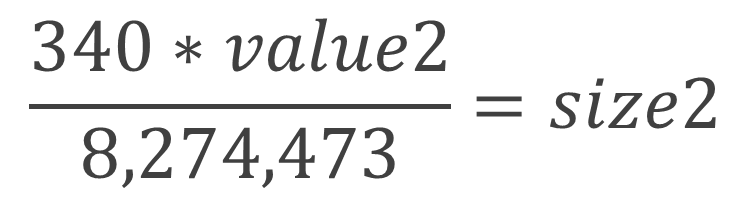 340 * value2
8,274,473
= size2